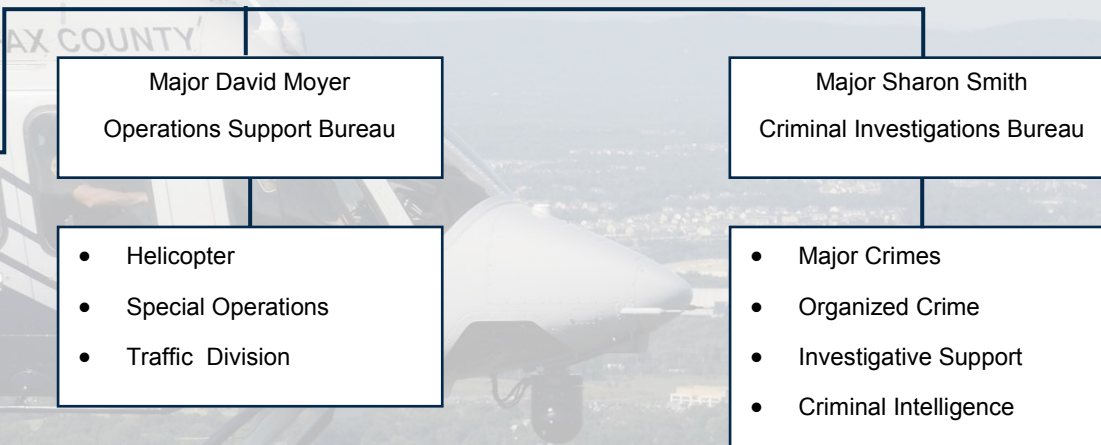 AX COUNTY
Major David Moyer
Operations Support Bureau
Major Sharon Smith
Criminal Investigations Bureau
• Helicopter
• Special Operations
• Traffic Division
• Major Crimes
• Organized Crime
• Investigative Support
• Criminal Intelligence